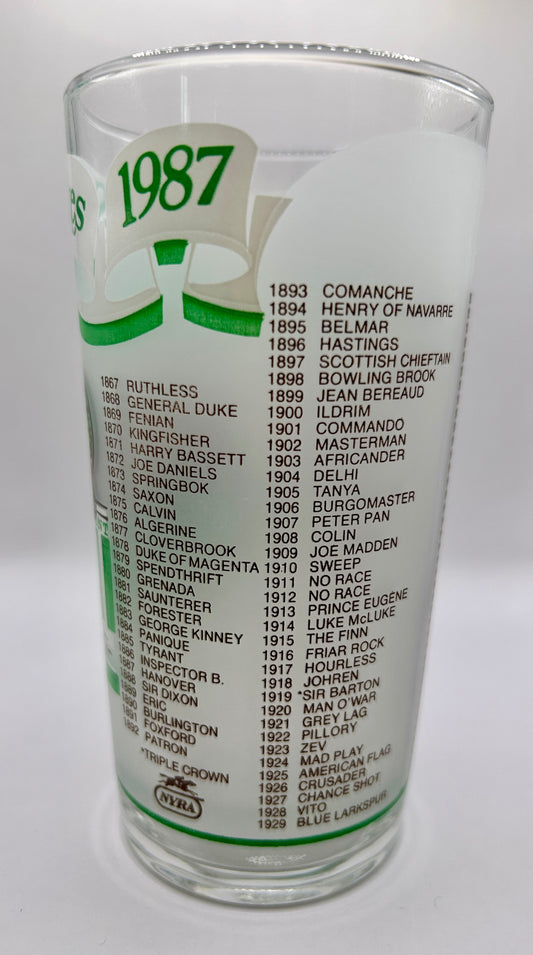 es
1987
1867 RUTHLESS
1868 GENERAL DUKE
1869 FENIAN
1870 KINGFISHER
1871 HARRY BASSETT
1872 JOE DANIELS
1873 SPRINGBOK
1874 SAXON
1875 CALVIN
1876 ALGERINE
1877 CLOVERBROOK
1878 DUKE OF MAGENTA
1879 SPENDTHRIFT
1880 GRENADA
1881 SAUNTERER
1882 FORESTER
1883 GEORGE KINNEY
1884 PANIQUE
1885 TYRANT
1886 INSPECTOR B.
1887 HANOVER
1888 SIR DIXON
1889 ERIC
1890 BURLINGTON
1891 FOXFORD
1892 PATRON
*TRIPLE CROWN
NYRA
1893 COMANCHE
1894 HENRY OF NAVARRE
1895 BELMAR
1896 HASTINGS
1897 SCOTTISH CHIEFTAIN
1898 BOWLING BROOK
1899 JEAN BEREAUD
1900 ILDRIM
1901 COMMANDO
1902 MASTERMAN
1903 AFRICANDER
1904 DELHI
1905 TANYA
1906 BURGOMASTER
1907 PETER PAN
1908 COLIN
1909 JOE MADDEN
1910 SWEEP
1911 NO RACE
1912 NO RACE
1913 PRINCE EUGENE
1914 LUKE McLUKE
1915 THE FINN
1916 FRIAR ROCK
1917 HOURLESS
1918 JOHREN
1919 *SIR BARTON
1920 MAN O'WAR
1921 GREY LAG
1922 PILLORY
1923 ZEV
1924 MAD PLAY
1925 AMERICAN FLAG
1926 CRUSADER
1927 CHANCE SHOT
1928 VITO
1929 BLUE LARKSPUR